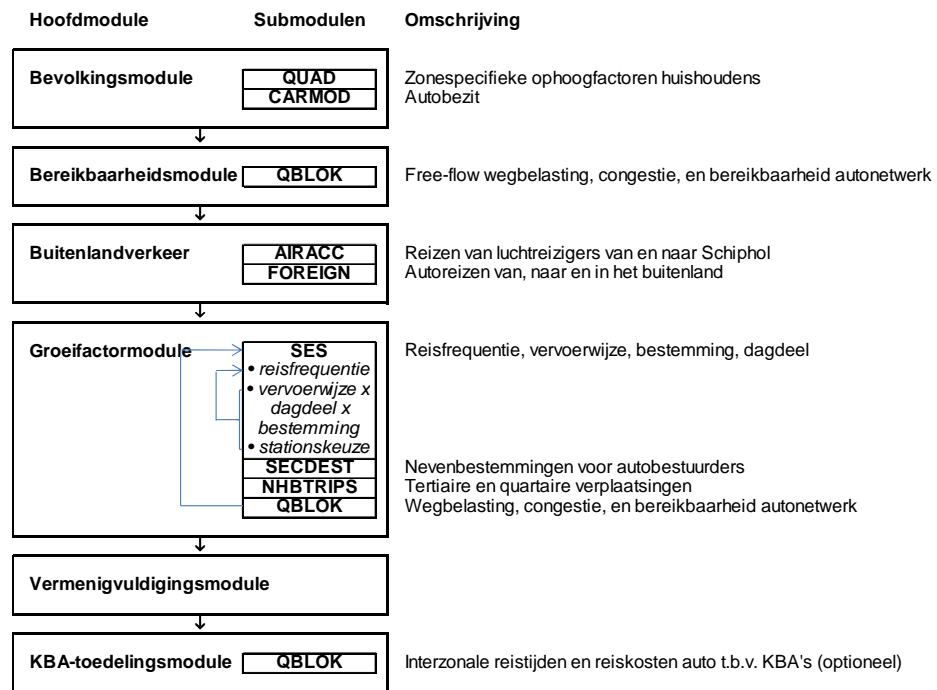 Hoofdmodule Submodulen Omschrijving
Bevolkingsmodule QUAD Zonespecifieke ophoogfactoren huishoudens
CARMOD Autobezit
Bereikbaarheidsmodule QBLOK Free-flow wegbelasting, congestie, en bereikbaarheid autonetwerk
Buitenlandverkeer AIRACC Reizen van luchtreizigers van en naar Schiphol
FOREIGN Autoreizen van, naar en in het buitenland
Groeifactormodule SES Reisfrequentie, vervoerwijze, bestemming, dagdeel
• reisfrequentie
• vervoerwijze x
dagdeel x
bestemming
• stationskeuze
SECDEST Nevenbestemmingen voor autobestuurders
NHBTRIPS Tertiaire en quartaire verplaatsingen
QBLOK Wegbelasting, congestie, en bereikbaarheid autonetwerk
Vermenigvuldigingsmodule
KBA-toedelingsmodule QBLOK Interzonale reistijden en reiskosten auto t.b.v. KBA's (optioneel)